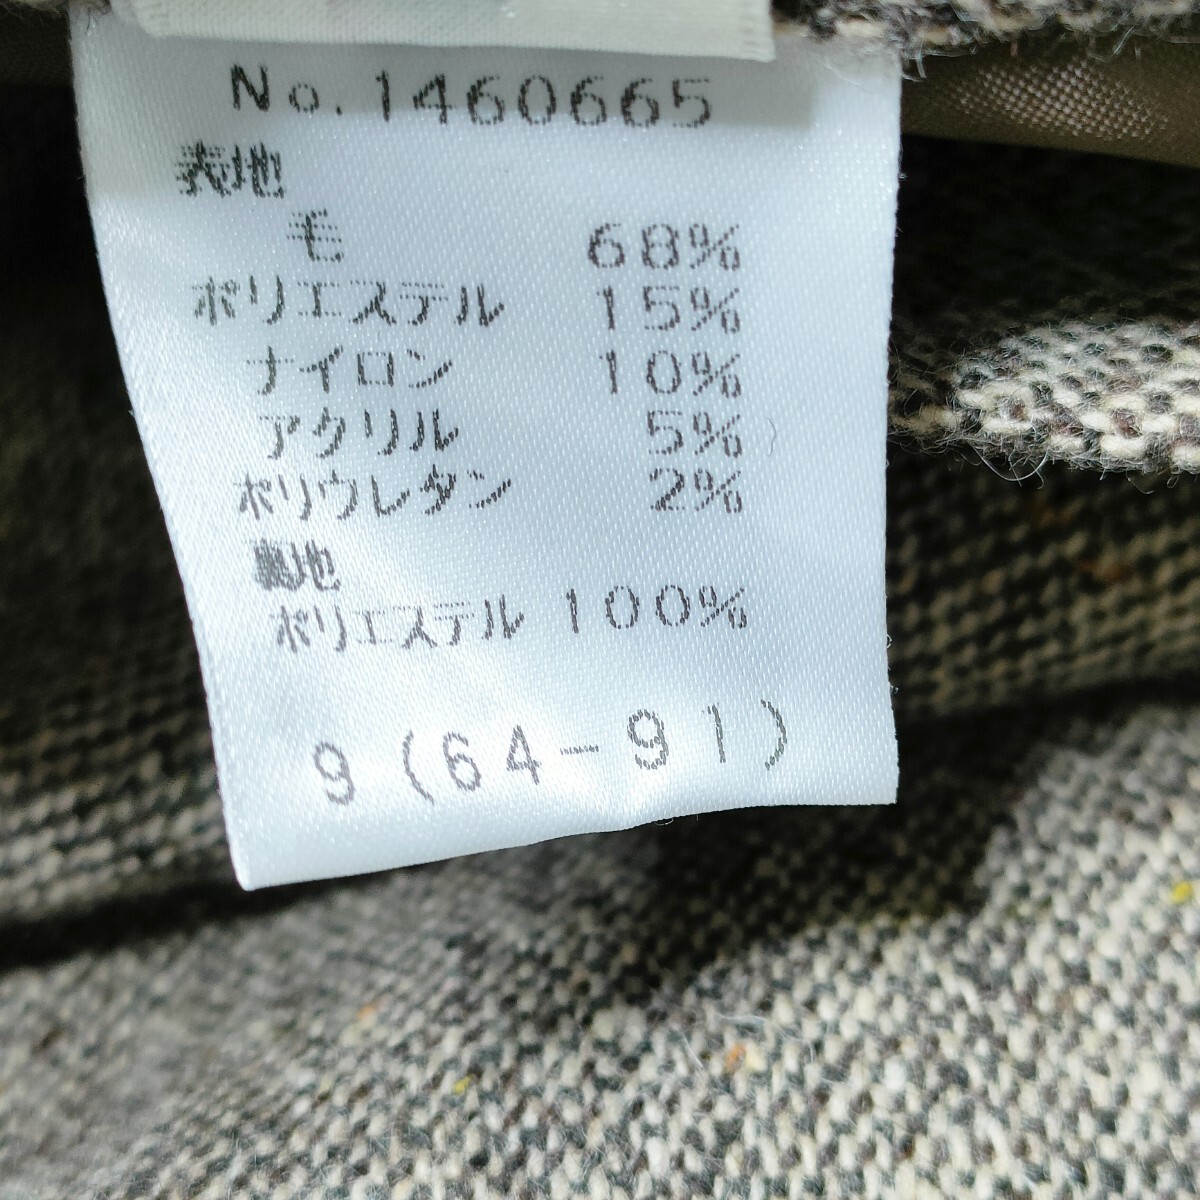 No.1460665
表地
毛 68%
ポリエステル 15%
ナイロン 10%
アクリル 5%
ポリウレタン 2%
裏地
ポリエステル 100%
9(64-91)